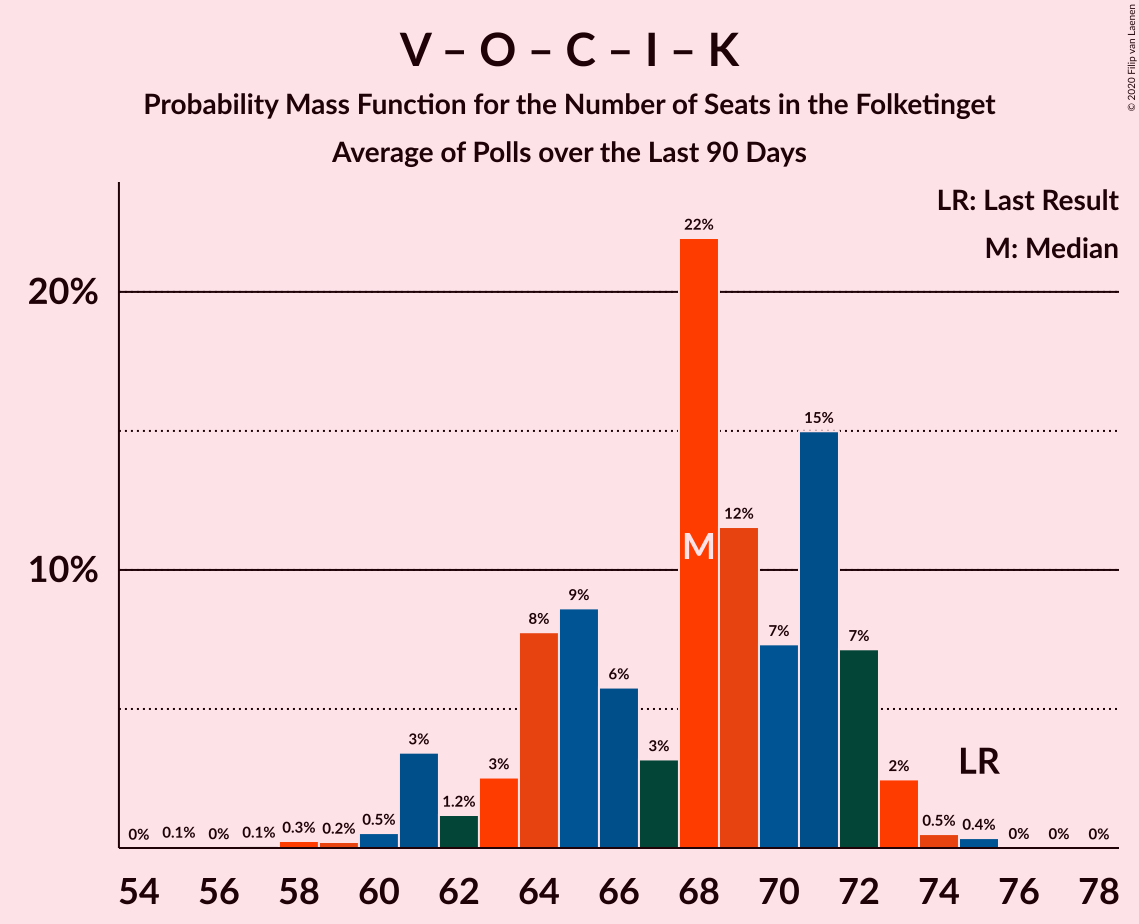 V – O – C – I – K
Probability Mass Function for the Number of Seats in the Folketinget
Average of Polls over the Last 90 Days
© 2020 Filip van Laenen
LR: Last Result
M: Median
20%
10%
0% 0.1% 0% 0.1% 0.3% 0.2% 0.5% 3% 1.2% 3% 8% 9% 6% 3% 22% 12% 7% 15% 7% 2% 0.5% 0.4% 0% 0% 0%
M
LR
54 56 58 60 62 64 66 68 70 72 74 76 78